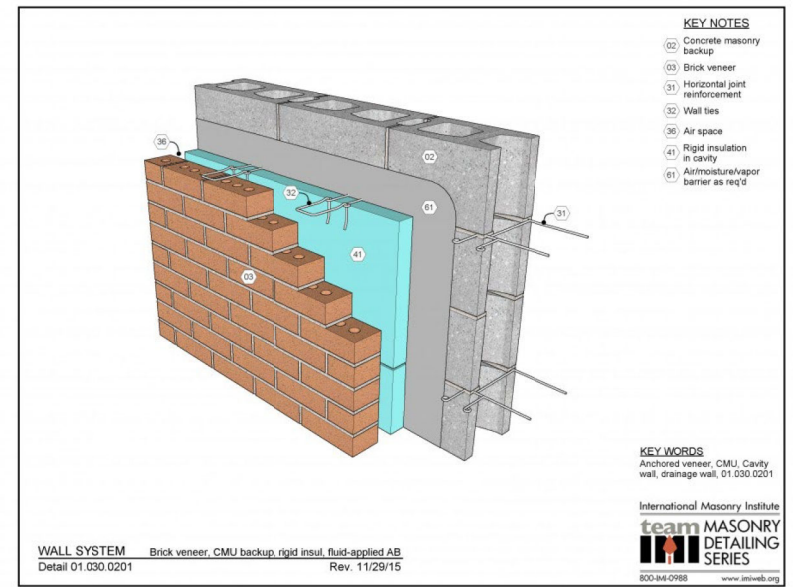 KEY NOTES
02 Concrete masonry
backup
03 Brick veneer
31 Horizontal joint
reinforcement
32 Wall ties
36 Air space
41 Rigid insulation
in cavity
61 Air/moisture/vapor
barrier as req'd
36
02
32
61
31
41
03
KEY WORDS
Anchored veneer, CMU, Cavity
wall, drainage wall, 01.030.0201
International Masonry Institute
team MASONRY
DETAILING
SERIES
800-IMI-0988 www.imiweb.org
WALL SYSTEM Brick veneer, CMU backup, rigid insul, fluid-applied AB
Detail 01.030.0201 Rev. 11/29/15